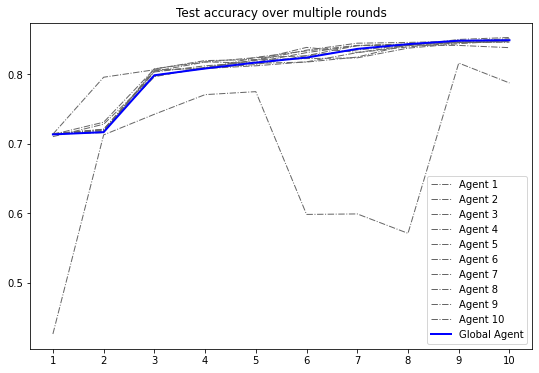 Test accuracy over multiple rounds
0.8
0.7
0.6
0.5
Agent 1
Agent 2
Agent 3
Agent 4
Agent 5
Agent 6
Agent 7
Agent 8
Agent 9
Agent 10
Global Agent
1 2 3 4 5 6 7 8 9 10